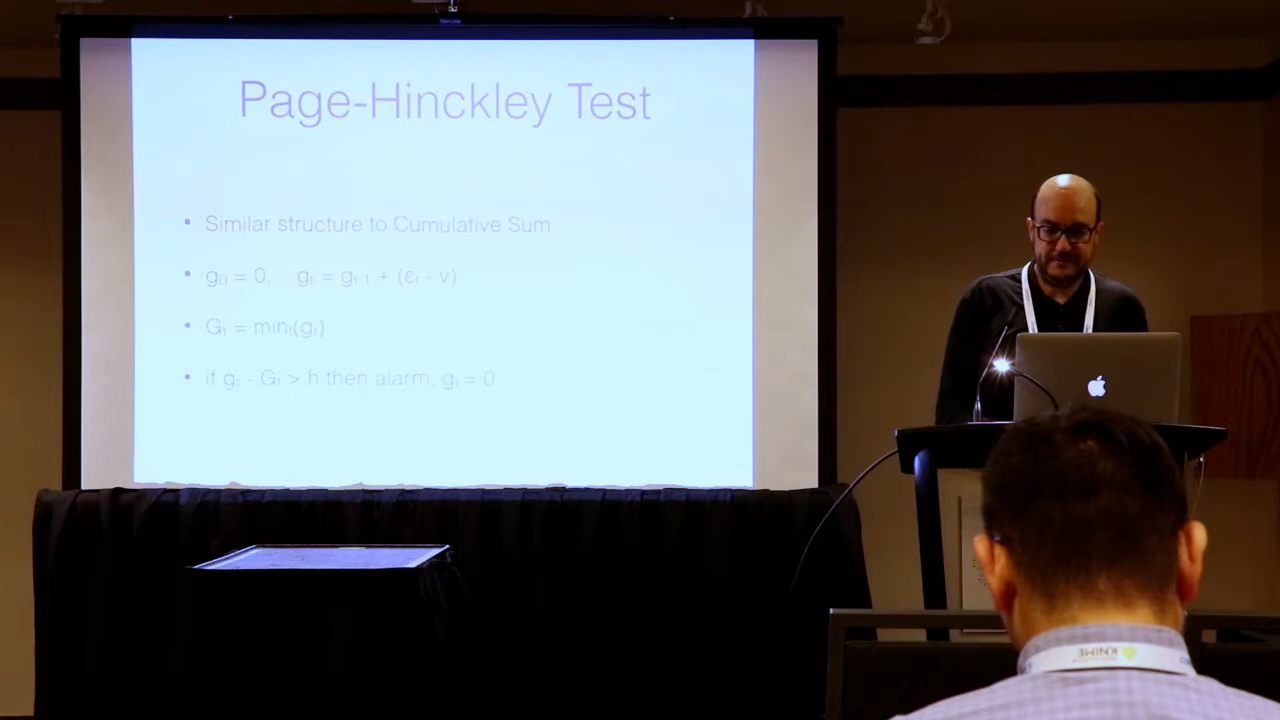 Page-Hinckley Test
• Similar structure to Cumulative Sum
• g₀ = 0, gₜ = gₜ₋₁ + (εₜ - v)
• Gₜ = minₜ(gₜ)
• if gₜ - Gₜ > h then alarm, gₜ = 0
KNIME